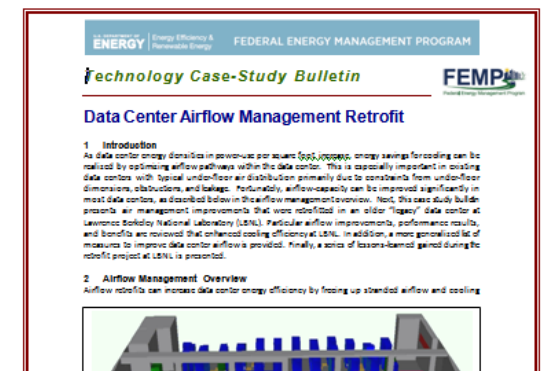 U.S. DEPARTMENT OF
ENERGY
Energy Efficiency &
Renewable Energy
FEDERAL ENERGY MANAGEMENT PROGRAM
Technology Case-Study Bulletin
FEMP
Federal Energy Management Program
Data Center Airflow Management Retrofit
1 Introduction
As data center energy densities in power-use per square foot increase, energy savings for cooling can be
realized by optimizing airflow pathways within the data center. This is especially important in existing
data centers with typical under-floor air distribution primarily due to constraints from under-floor
dimensions, obstructions, and leakage. Fortunately, airflow-capacity can be improved significantly in
most data centers, as described below in the airflow management overview. Next, this case study bulletin
presents air management improvements that were retrofitted in an older "legacy" data center at
Lawrence Berkeley National Laboratory (LBNL). Particular airflow improvements, performance results,
and benefits are reviewed that enhanced cooling efficiency at LBNL. In addition, a more generalized list of
measures to improve data center airflow is provided. Finally, a series of lessons-learned gained during the
retrofit project at LBNL is presented.
2 Airflow Management Overview
Airflow retrofits can increase data center energy efficiency by freeing up stranded airflow and cooling